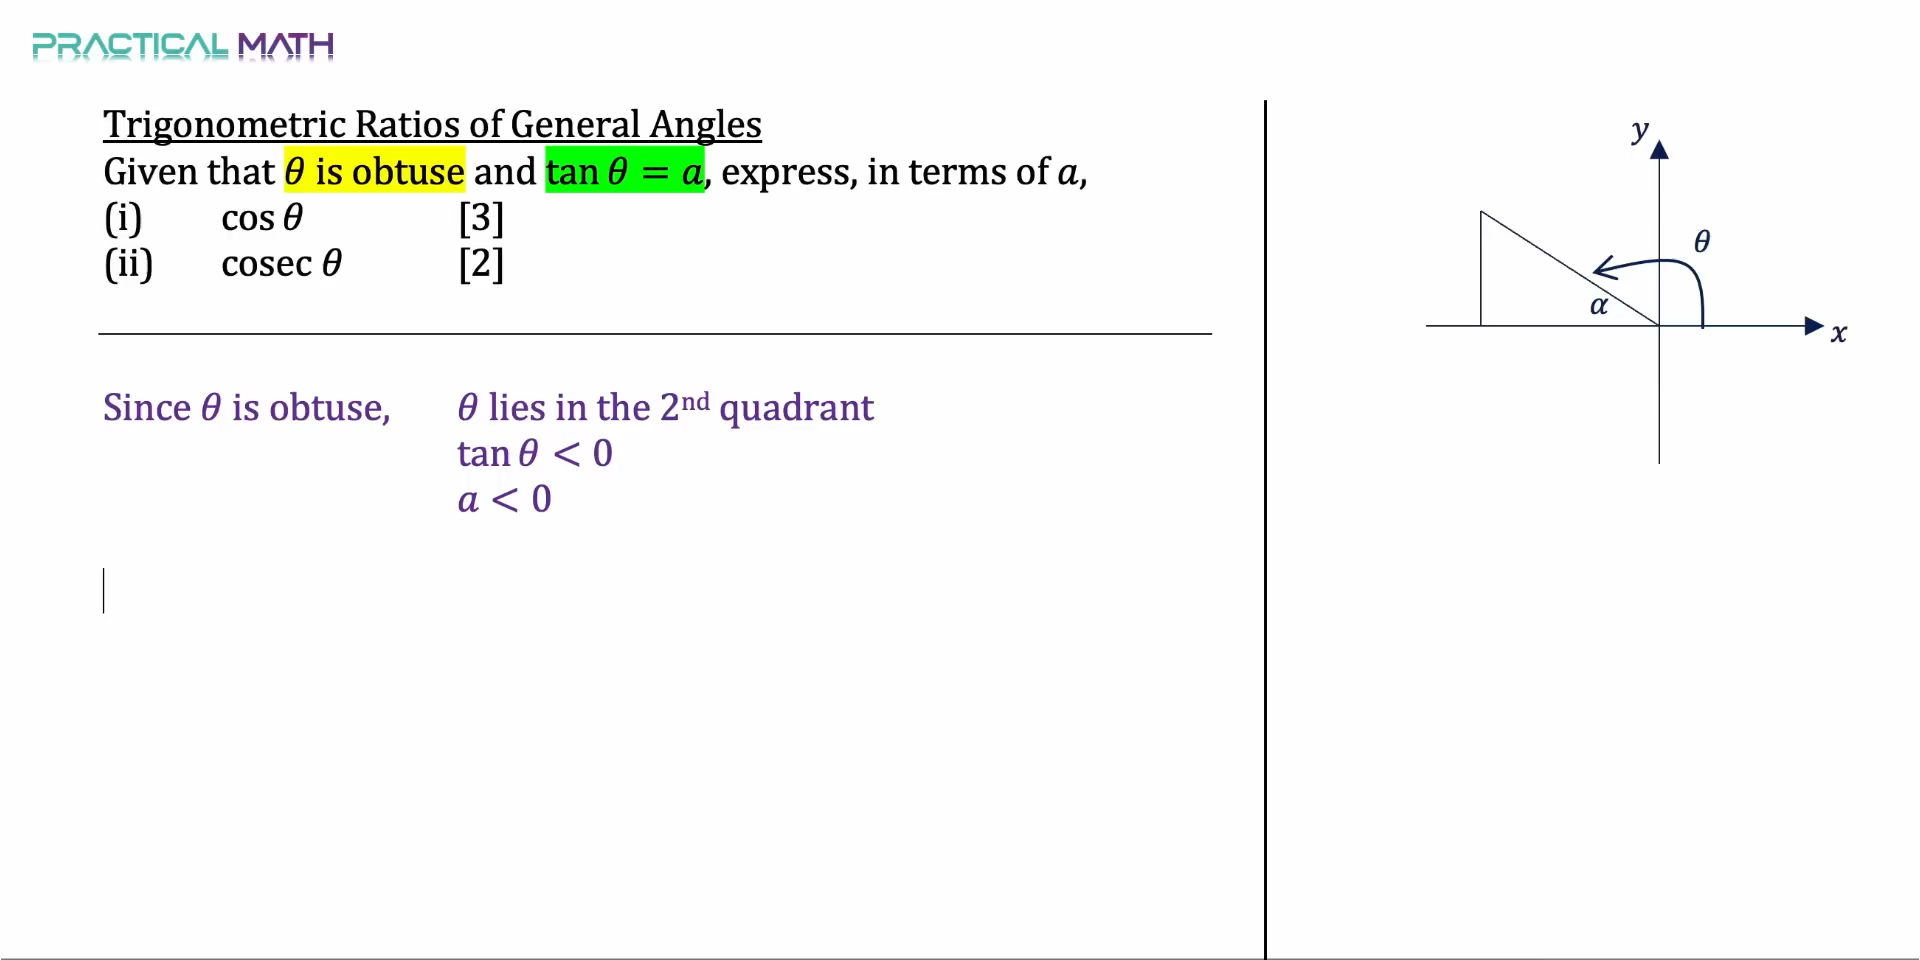 PRACTICAL MATH
Trigonometric Ratios of General Angles
Given that θ is obtuse and tan θ = a, express, in terms of a,
(i) cos θ [3]
(ii) cosec θ [2]
Since θ is obtuse, θ lies in the 2nd quadrant
tan θ < 0
a < 0
y
θ
α
x